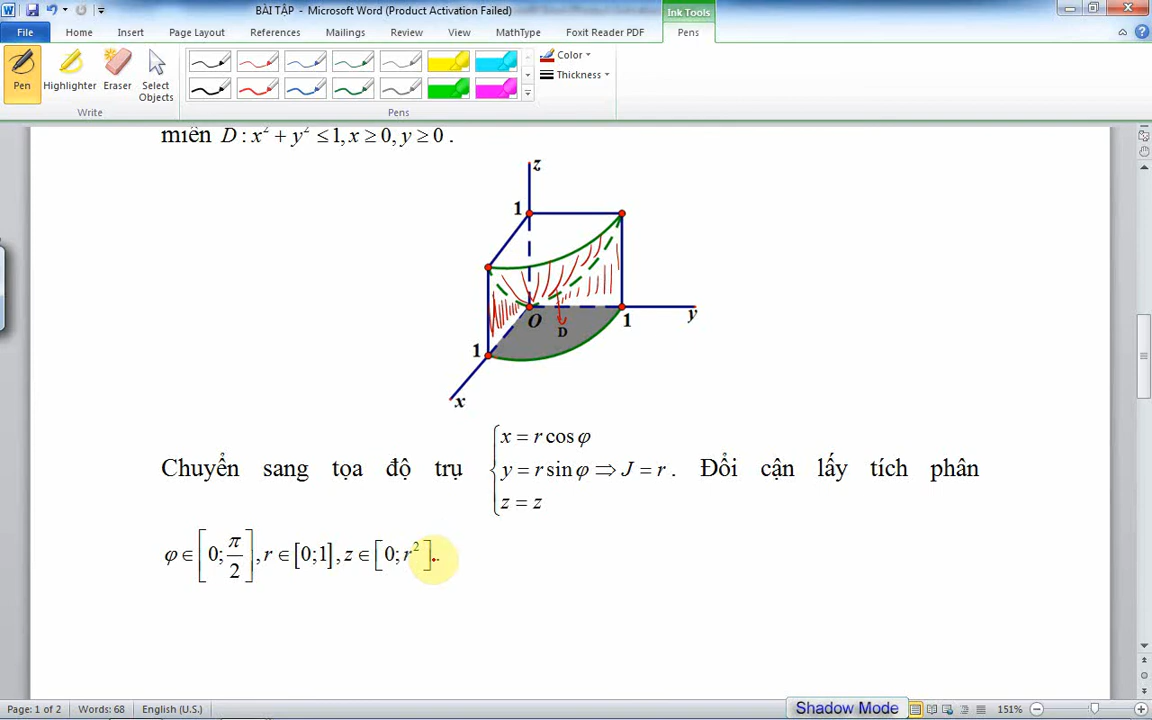 BÀI TẬP - Microsoft Word (Product Activation Failed)
Ink Tools
File Home Insert Page Layout References Mailings Review View MathType Foxit Reader PDF Pens
Pen Highlighter Eraser Select Objects
Color
Thickness
Write Pens
miền D : x² + y² ≤ 1, x ≥ 0, y ≥ 0 .
z
1
O
D
1
y
1
x
x = r cos φ
Chuyển sang tọa độ trụ { y = r sin φ ⇒ J = r . Đổi cận lấy tích phân
z = z
φ ∈ [0; π/2], r ∈ [0;1], z ∈ [0; r²].
Page: 1 of 2 Words: 68 English (U.S.) Shadow Mode 151%